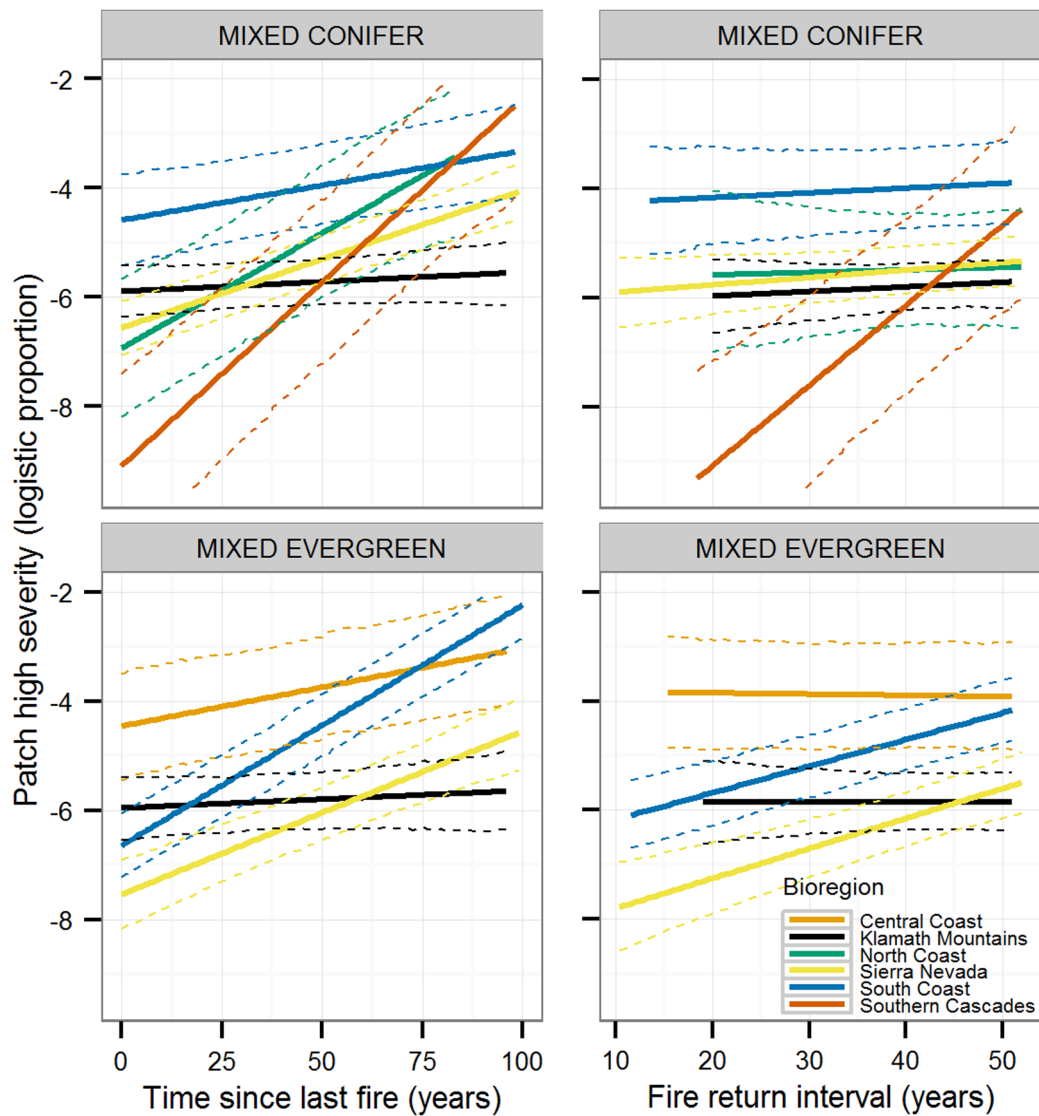 MIXED CONIFER
MIXED CONIFER
-2
-4
-6
-8
MIXED EVERGREEN
MIXED EVERGREEN
-2
-4
-6
-8
Patch high severity (logistic proportion)
Bioregion
Central Coast
Klamath Mountains
North Coast
Sierra Nevada
South Coast
Southern Cascades
0 25 50 75 100
10 20 30 40 50
Time since last fire (years)
Fire return interval (years)